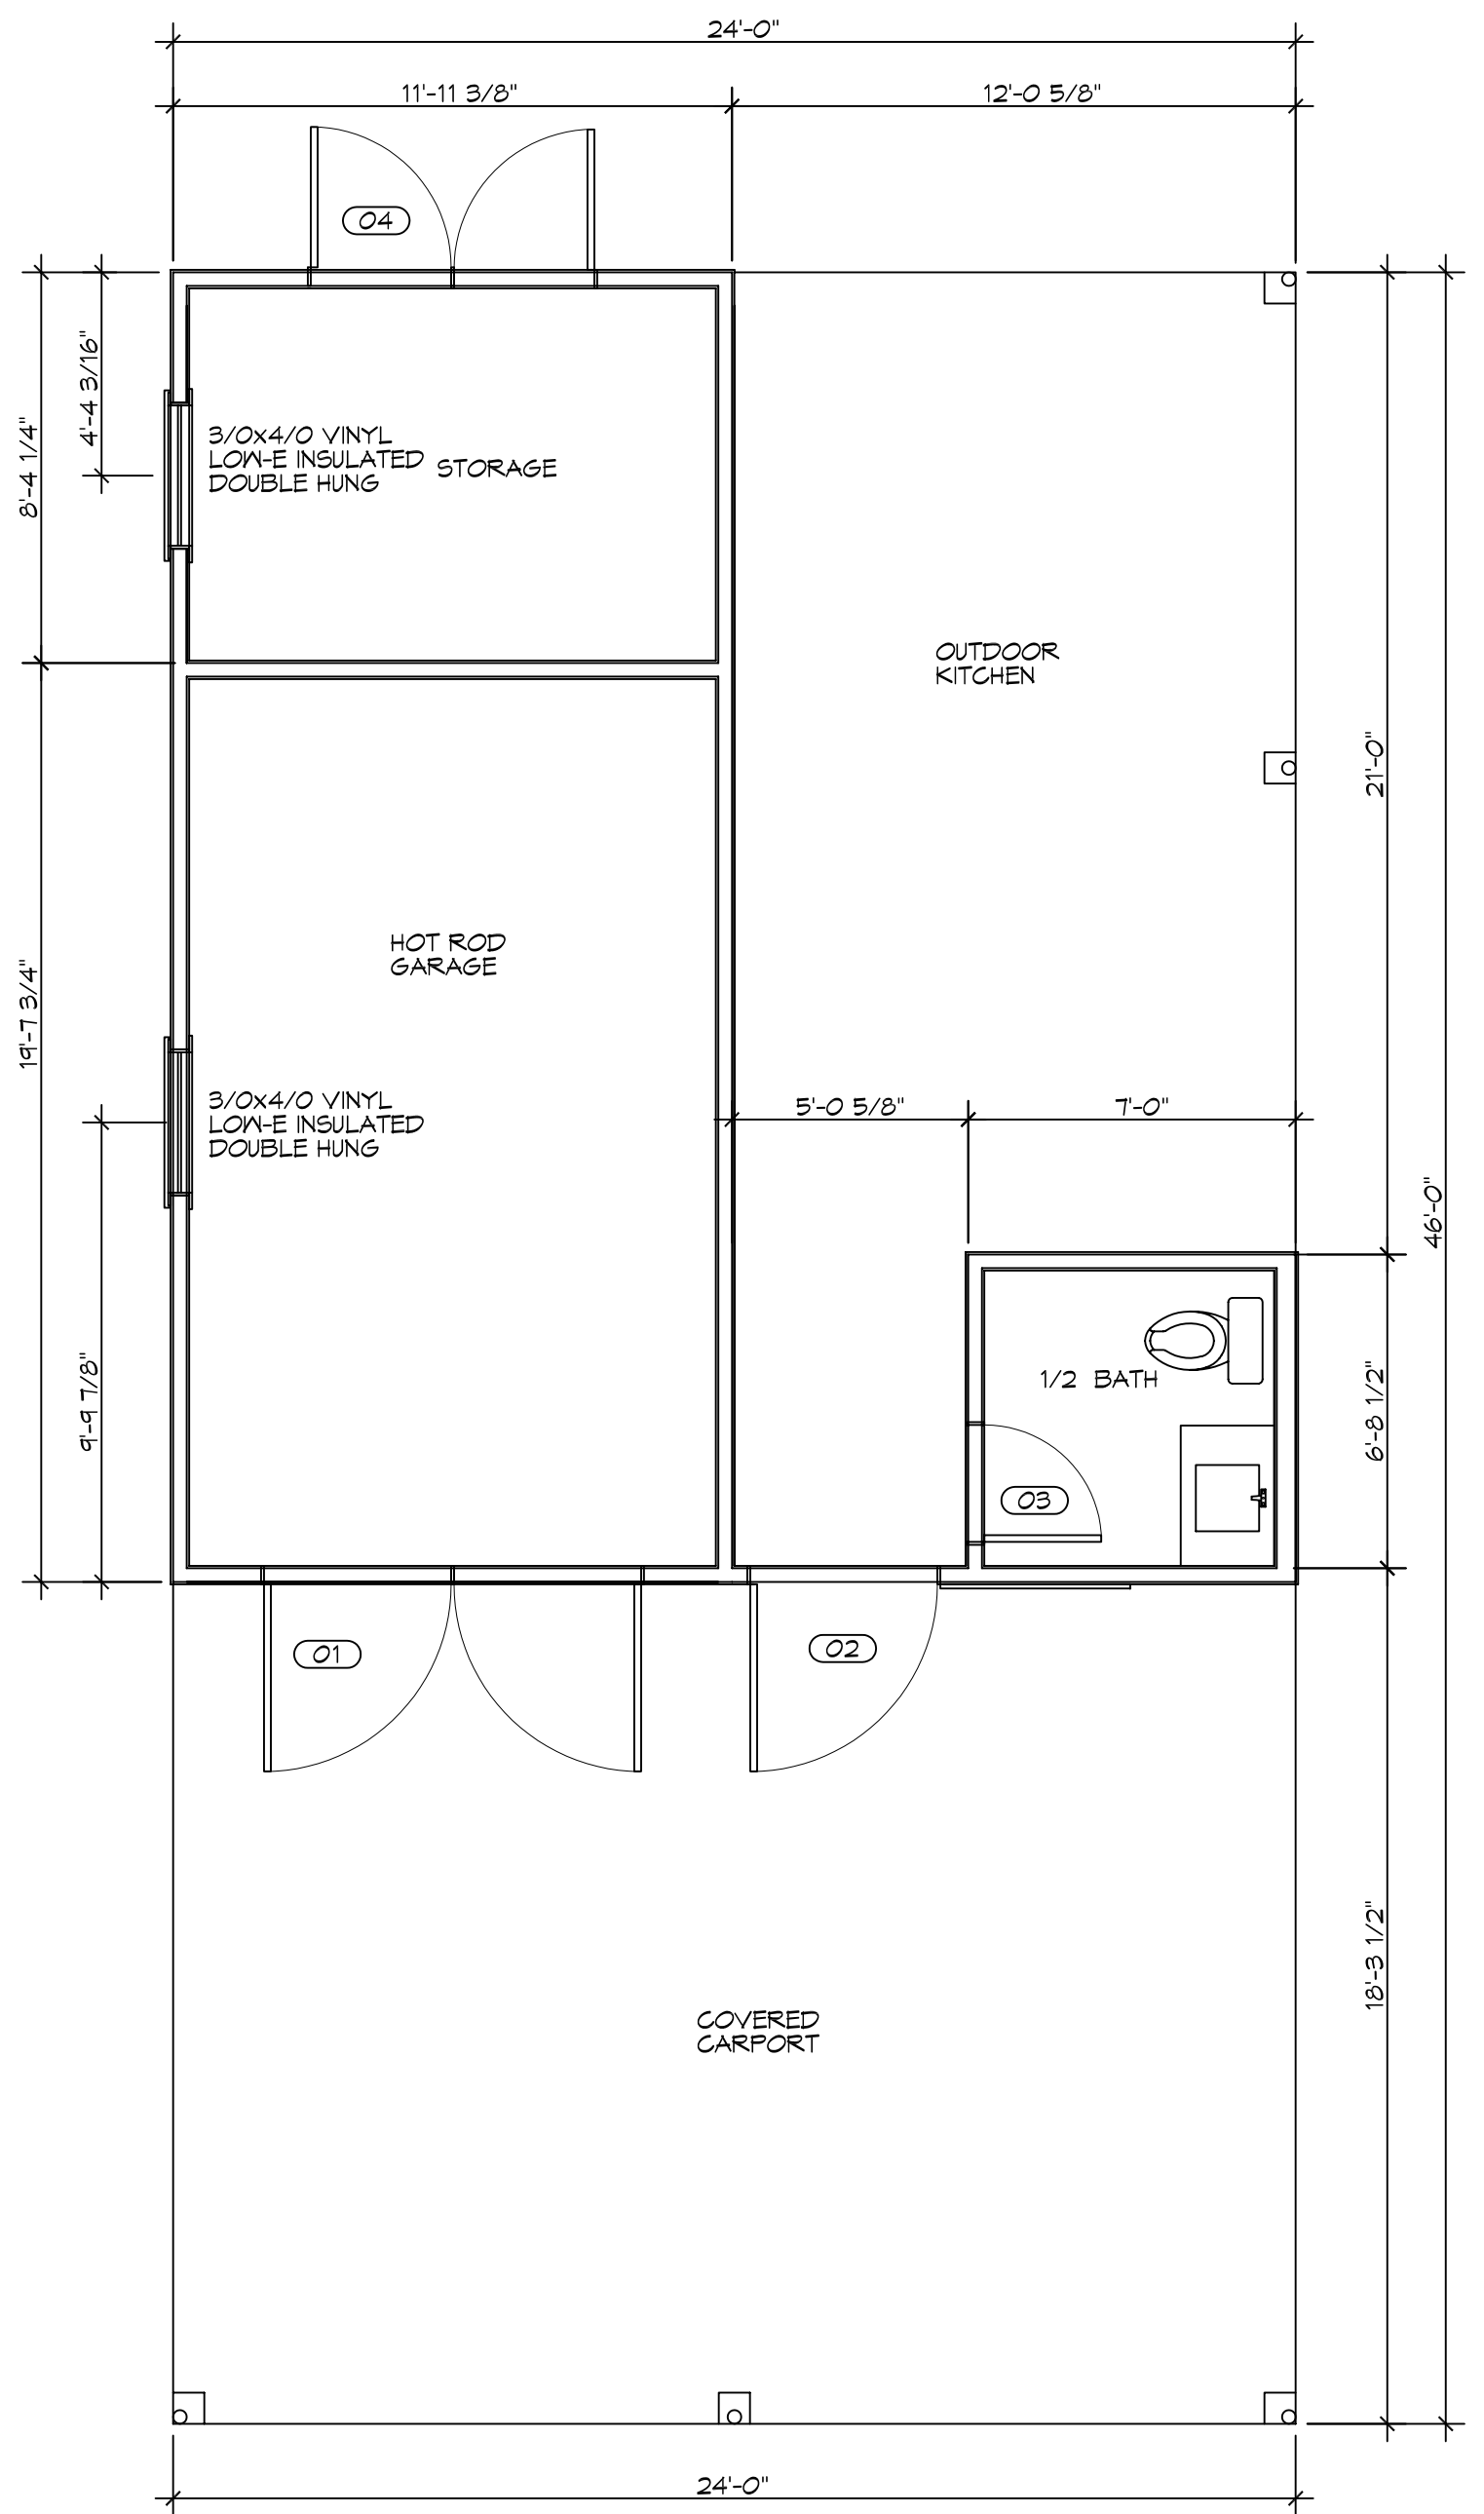 24'-0"
11'-11 3/8"
12'-0 5/8"
04
4'-4 3/16"
8'-4 1/4"
3/0x4/0 VINYL
LOW-E INSULATED
DOUBLE HUNG
STORAGE
OUTDOOR
KITCHEN
21'-0"
HOT ROD
GARAGE
19'-7 3/4"
3/0x4/0 VINYL
LOW-E INSULATED
DOUBLE HUNG
5'-0 5/8"
7'-0"
46'-0"
9'-9 7/8"
1/2 BATH
6'-8 1/2"
03
01
02
18'-3 1/2"
COVERED
CARPORT
24'-0"